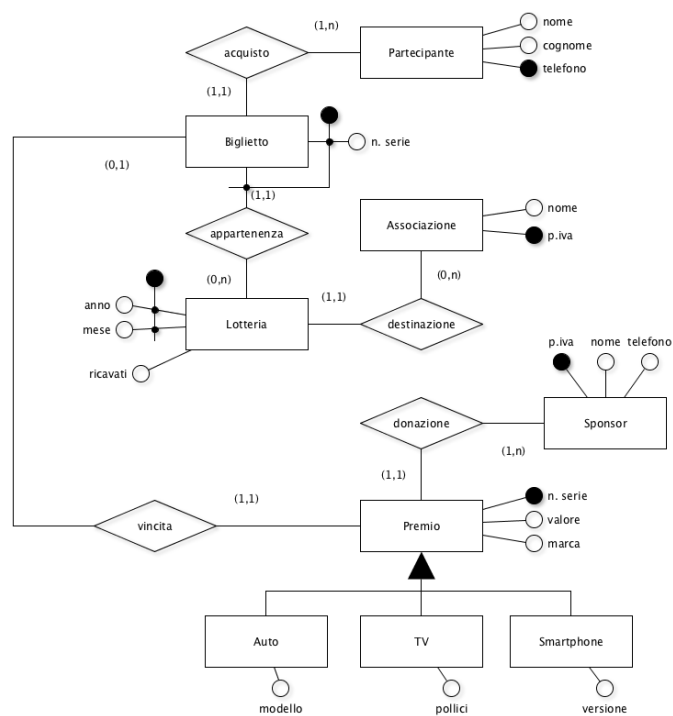 (1,n)
nome
acquisto
Partecipante
cognome
telefono
(1,1)
Biglietto
n. serie
(0,1)
(1,1)
nome
appartenenza
Associazione
p.iva
(0,n)
(0,n)
anno
(1,1)
mese
Lotteria
destinazione
ricavati
p.iva
nome
telefono
donazione
Sponsor
(1,n)
(1,1)
(1,1)
n. serie
vincita
Premio
valore
marca
Auto
TV
Smartphone
modello
pollici
versione